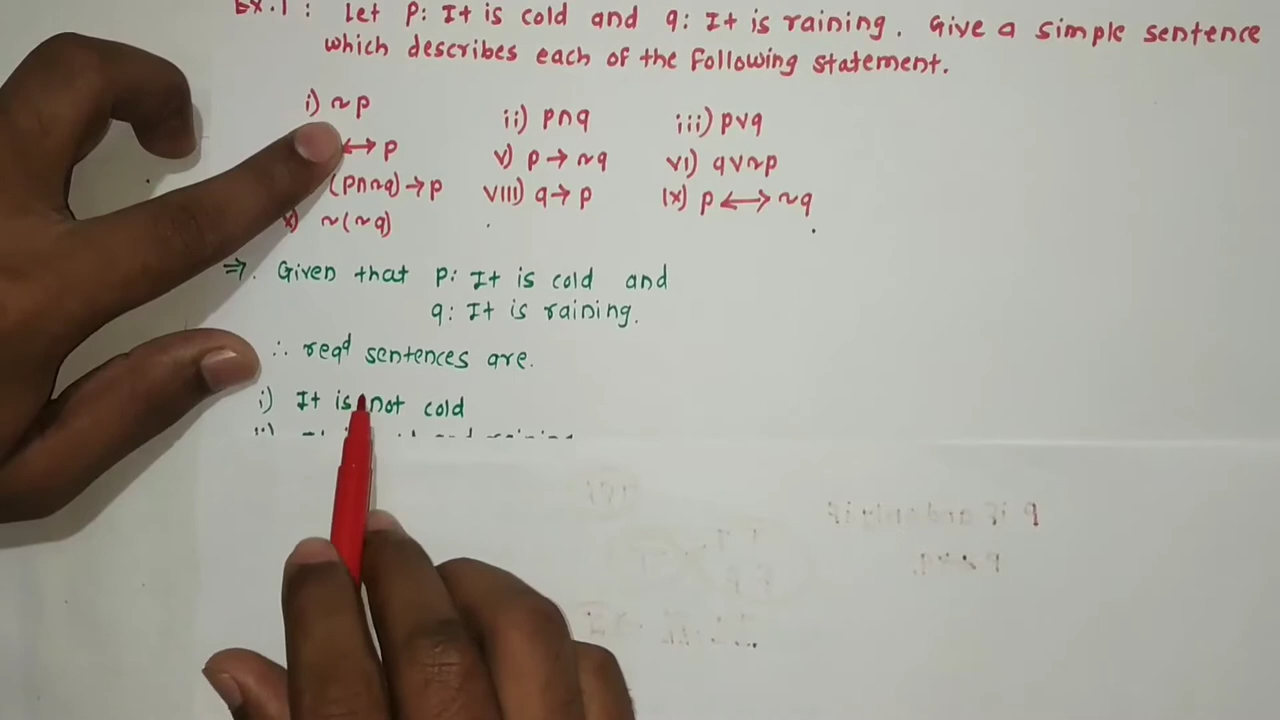 Ex.1: Let p: It is cold and q: It is raining. Give a simple sentence
which describes each of the following statement.
i) ~p ii) p∩q iii) p∨q
↔ p v) p → ~q vi) q∨~p
(p∩~q) → p viii) q → p ix) p ↔ ~q
x) ~(~q)
⇒. Given that p: It is cold and
q: It is raining.
∴ reqd sentences are.
i) It is not cold